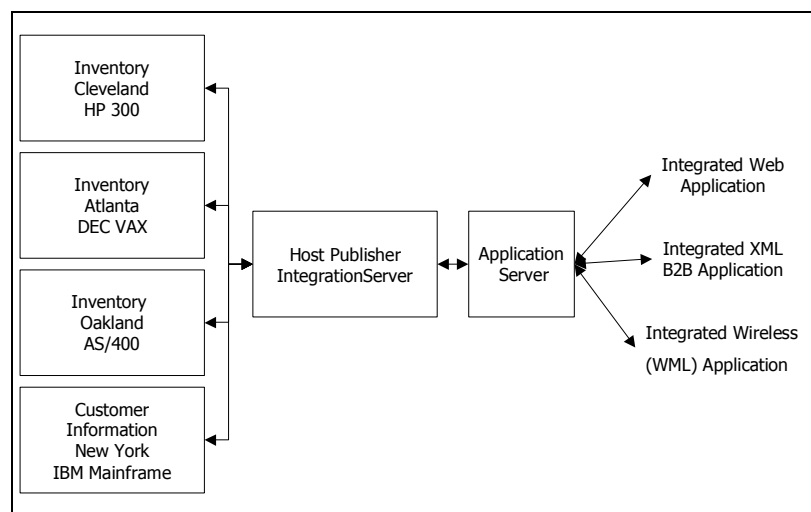 Inventory
Cleveland
HP 300
Inventory
Atlanta
DEC VAX
Inventory
Oakland
AS/400
Customer
Information
New York
IBM Mainframe
Host Publisher
IntegrationServer
Application
Server
Integrated Web
Application
Integrated XML
B2B Application
Integrated Wireless
(WML) Application